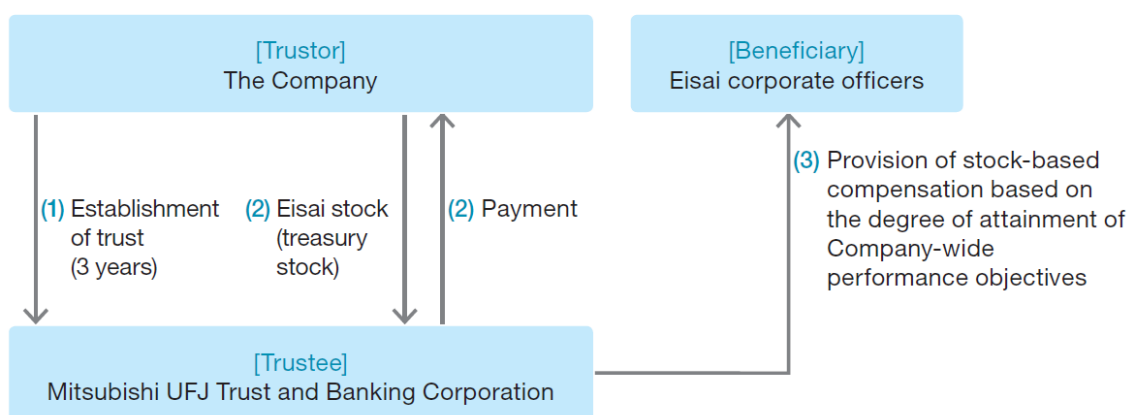 [Trustor]
The Company
[Beneficiary]
Eisai corporate officers
(1) Establishment
of trust
(3 years)
(2) Eisai stock
(treasury
stock)
(2) Payment
(3) Provision of stock-based
compensation based on
the degree of attainment of
Company-wide
performance objectives
[Trustee]
Mitsubishi UFJ Trust and Banking Corporation